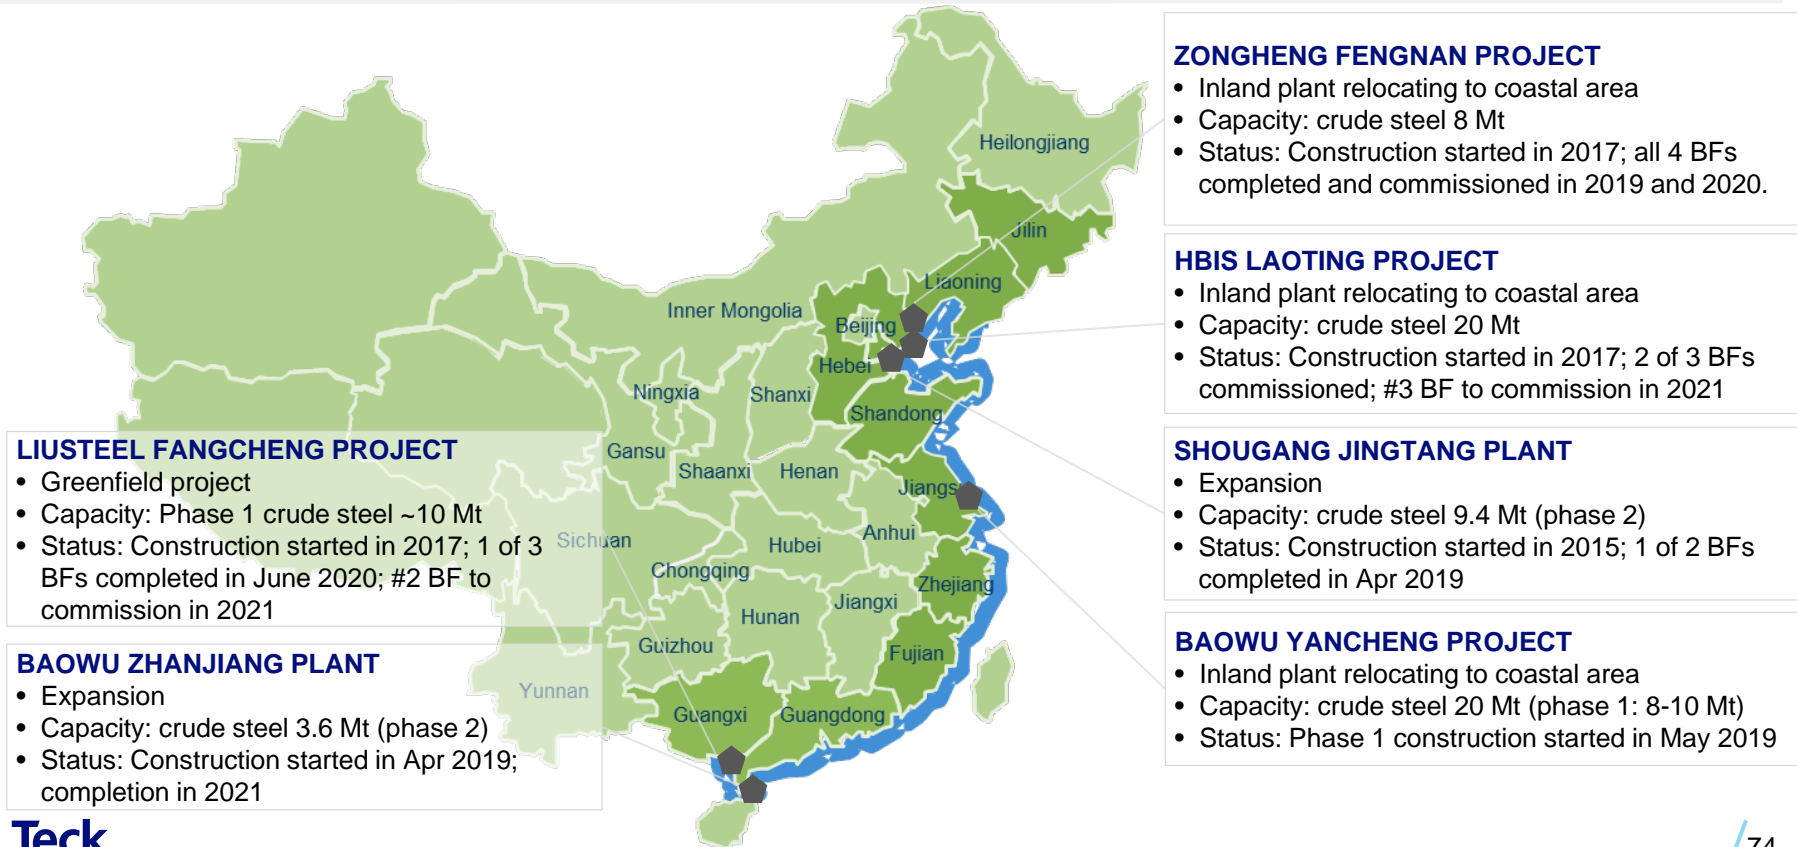 ZONGHENG FENGNAN PROJECT
• Inland plant relocating to coastal area
• Capacity: crude steel 8 Mt
• Status: Construction started in 2017; all 4 BFs
completed and commissioned in 2019 and 2020.
HBIS LAOTING PROJECT
• Inland plant relocating to coastal area
• Capacity: crude steel 20 Mt
• Status: Construction started in 2017; 2 of 3 BFs
commissioned; #3 BF to commission in 2021
SHOUGANG JINGTANG PLANT
• Expansion
• Capacity: crude steel 9.4 Mt (phase 2)
• Status: Construction started in 2015; 1 of 2 BFs
completed in Apr 2019
BAOWU YANCHENG PROJECT
• Inland plant relocating to coastal area
• Capacity: crude steel 20 Mt (phase 1: 8-10 Mt)
• Status: Phase 1 construction started in May 2019
LIUSTEEL FANGCHENG PROJECT
• Greenfield project
• Capacity: Phase 1 crude steel ~10 Mt
• Status: Construction started in 2017; 1 of 3
BFs completed in June 2020; #2 BF to
commission in 2021
BAOWU ZHANJIANG PLANT
• Expansion
• Capacity: crude steel 3.6 Mt (phase 2)
• Status: Construction started in Apr 2019;
completion in 2021
Heilongjiang
Jilin
Liaoning
Inner Mongolia
Beijing
Hebei
Ningxia
Shanxi
Shandong
Gansu
Shaanxi
Henan
Jiangs
Sichuan
Anhui
Hubei
Chongqing
Zhejiang
Jiangxi
Hunan
Guizhou
Fujian
Yunnan
Guangxi
Guangdong
Teck
74